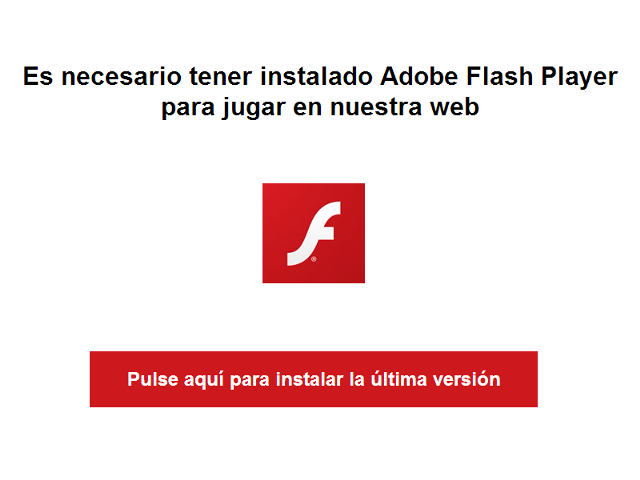 Es necesario tener instalado Adobe Flash Player
para jugar en nuestra web
®
Pulse aquí para instalar la última versión